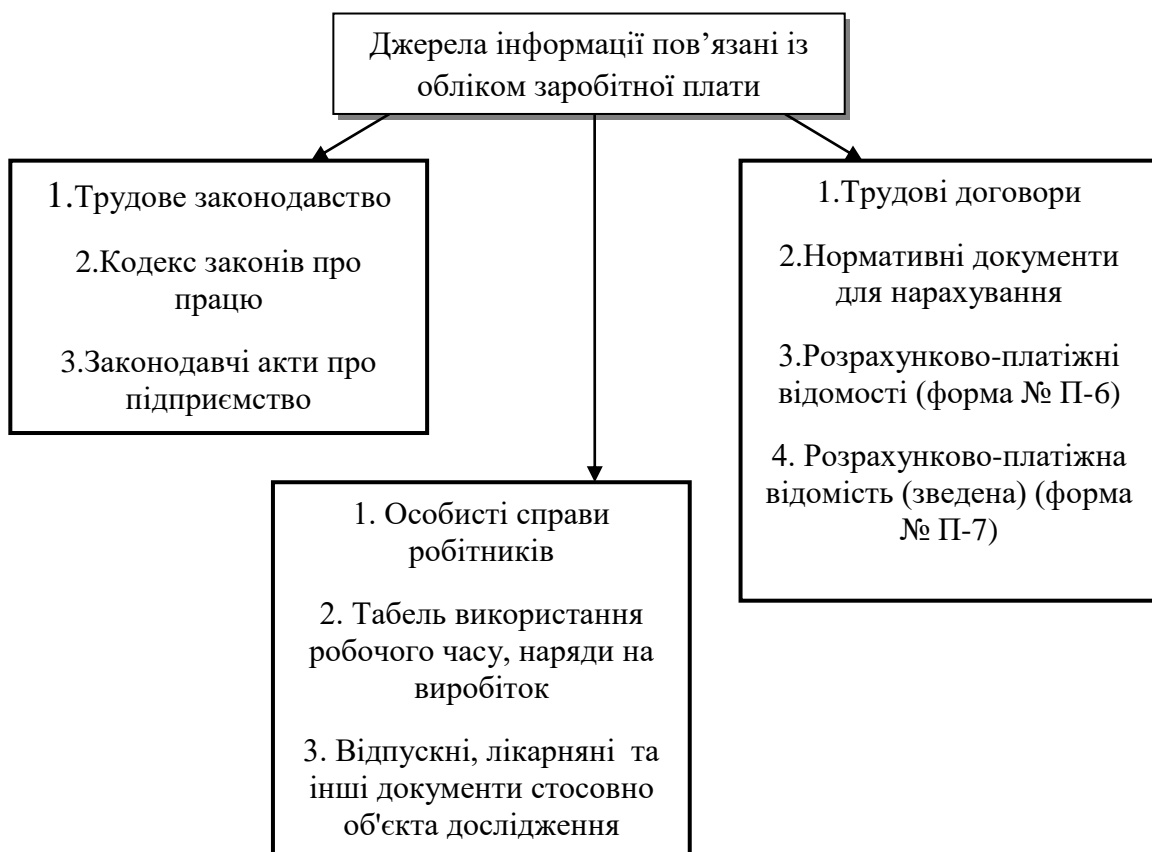 Джерела інформації пов’язані із
обліком заробітної плати
1.Трудове законодавство
2.Кодекс законів про
працю
3.Законодавчі акти про
підприємство
1. Особисті справи
робітників
2. Табель використання
робочого часу, наряди на
виробіток
3. Відпускні, лікарняні та
інші документи стосовно
об'єкта дослідження
1.Трудові договори
2.Нормативні документи
для нарахування
3.Розрахунково-платіжні
відомості (форма № П-6)
4. Розрахунково-платіжна
відомість (зведена) (форма
№ П-7)